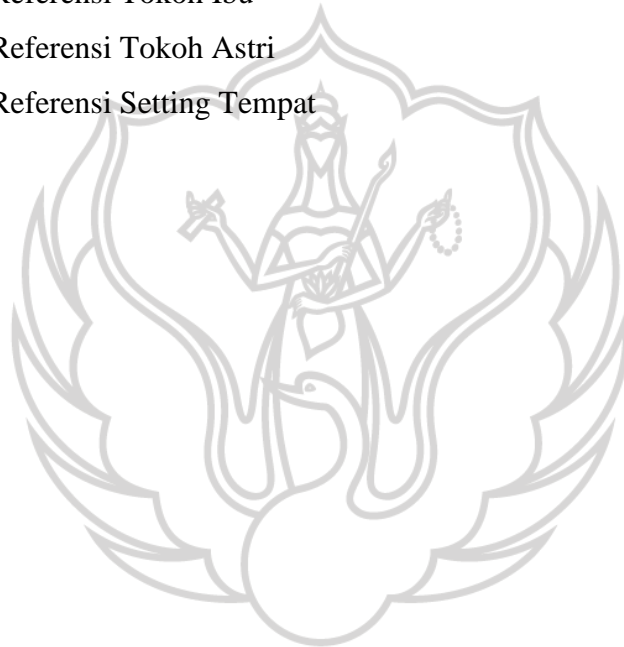 Referensi Tokoh Ibu
Referensi Tokoh Astri
Referensi Setting Tempat